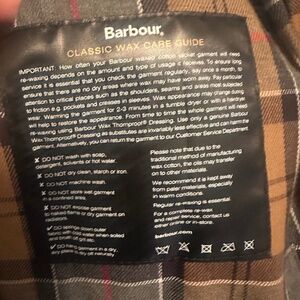 Barbour
CLASSIC WAX CARE GUIDE
IMPORTANT: How often your Barbour waxed cotton jacket garment will need
re-waxing depends on the amount and type of usage it receives. To ensure long
service it is essential that you check the garment regularly, say once a month, to
see that there are no dry areas where wax may have worn away. Pay particular
attention to critical places such as the shoulders, seams and areas most subjected
to friction e.g. pockets and creases in sleeves. Wax appearance may change during
wear. Warming the garment for 2-3 minutes in a tumble dryer or with a hairdryer
will help to restore the appearance. From time to time the whole garment will need
re-waxing using Barbour Wax Thornproof Dressing. Use only genuine Barbour
Wax Thornproof Dressing as substitutes are invariably less effective and can harm the
garment. Alternatively, you can return the garment to our Customer Service Department
X DO NOT wash with soap,
detergent, solvents or hot water.
X DO NOT dry clean, starch or iron.
X DO NOT machine wash.
X DO NOT store wet garment
in a confined area.
X DO NOT expose garment
to naked flame or dry garment on
radiators.
✓ DO sponge down outer
fabric with cold water when soiled
and brush off grit etc.
✓ DO hang garment in a dry,
airy place in dry in its own
Please note that due to the
traditional method of manufacturing
wax cotton, the oils may transfer
on to other materials.
We recommend it is kept away
from paler materials, especially
in warm conditions.
Regular re-waxing is essential.
For a complete re-wax
and repair service, contact us
either online or in-store.
barbour.com